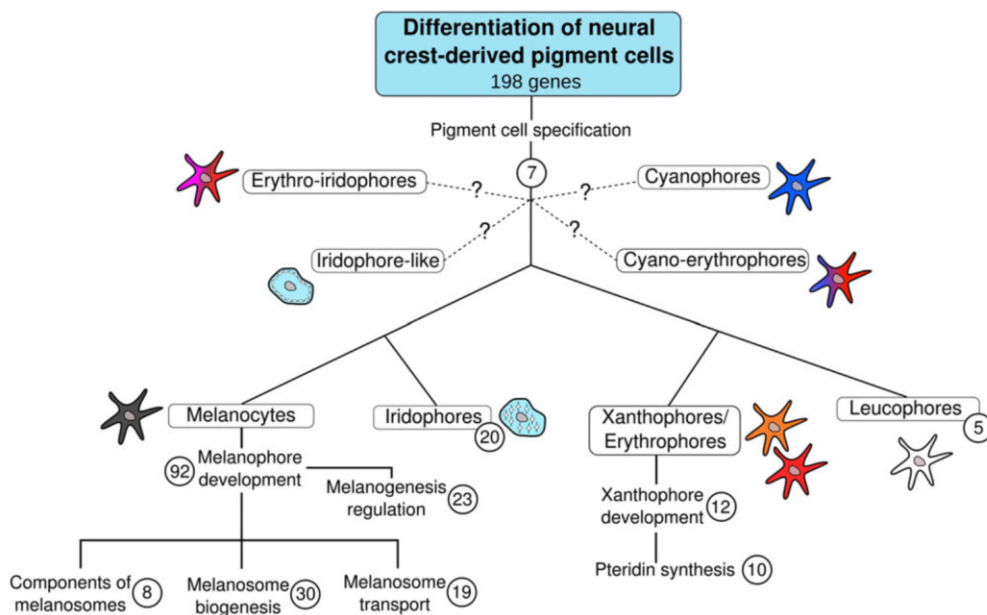 Differentiation of neural
crest-derived pigment cells
198 genes
Pigment cell specification
7
Erythro-iridophores
?
?
Cyanophores
Iridophore-like
?
?
Cyano-erythrophores
Melanocytes
Iridophores
20
Xanthophores/
Erythrophores
Leucophores
5
92
Melanophore
development
Melanogenesis
regulation
23
Xanthophore
development
12
Components of
melanosomes
8
Melanosome
biogenesis
30
Melanosome
transport
19
Pteridin synthesis
10